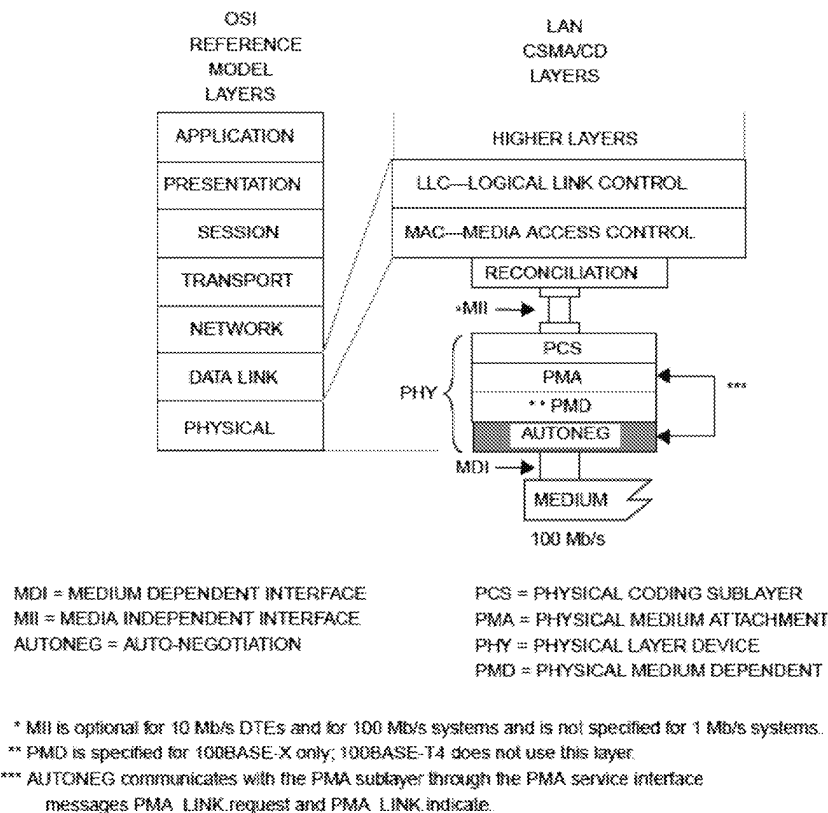 OSI
REFERENCE
MODEL
LAYERS
LAN
CSMA/CD
LAYERS
APPLICATION
PRESENTATION
SESSION
TRANSPORT
NETWORK
DATA LINK
PHYSICAL
HIGHER LAYERS
LLC—LOGICAL LINK CONTROL
MAC—MEDIA ACCESS CONTROL
RECONCILIATION
*MII
PHY
PCS
PMA
** PMD
AUTONEG
***
MDI
MEDIUM
100 Mb/s
MDI = MEDIUM DEPENDENT INTERFACE
MII = MEDIA INDEPENDENT INTERFACE
AUTONEG = AUTO-NEGOTIATION
PCS = PHYSICAL CODING SUBLAYER
PMA = PHYSICAL MEDIUM ATTACHMENT
PHY = PHYSICAL LAYER DEVICE
PMD = PHYSICAL MEDIUM DEPENDENT
* MII is optional for 10 Mb/s DTEs and for 100 Mb/s systems and is not specified for 1 Mb/s systems.
** PMD is specified for 100BASE-X only; 100BASE-T4 does not use this layer.
*** AUTONEG communicates with the PMA sublayer through the PMA service interface
messages PMA_LINK.request and PMA_LINK.indicate.